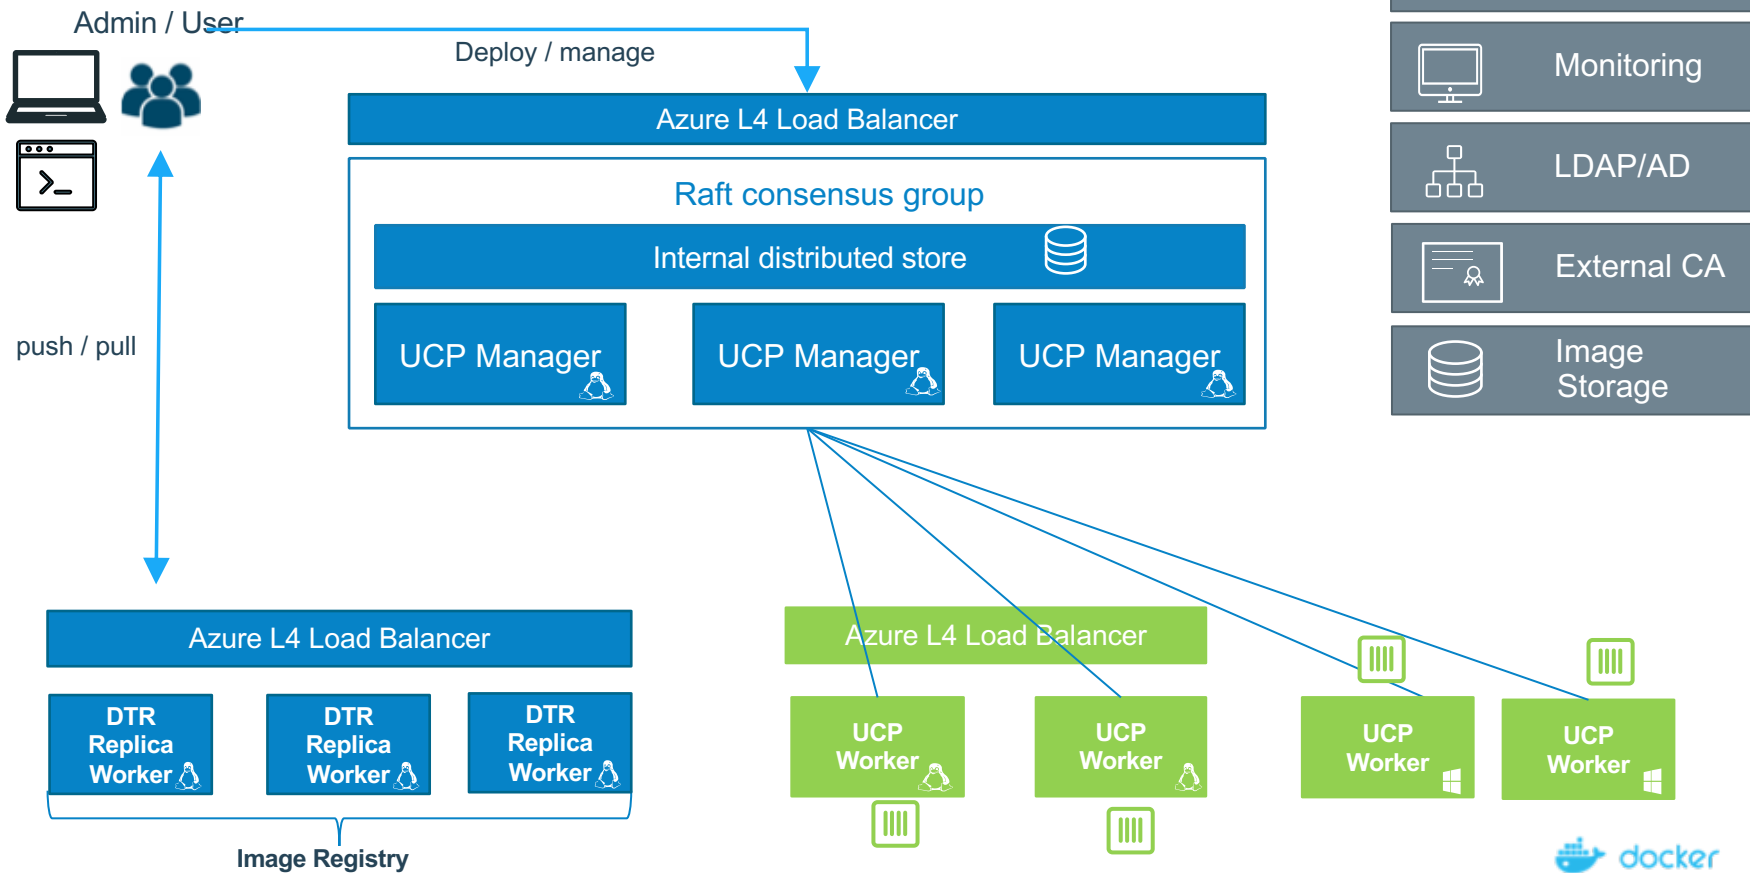 Admin / User
Deploy / manage
Azure L4 Load Balancer
Raft consensus group
Internal distributed store
UCP Manager
UCP Manager
UCP Manager
push / pull
Monitoring
LDAP/AD
External CA
Image
Storage
Azure L4 Load Balancer
DTR
Replica
Worker
DTR
Replica
Worker
DTR
Replica
Worker
Image Registry
Azure L4 Load Balancer
UCP
Worker
UCP
Worker
UCP
Worker
UCP
Worker
docker